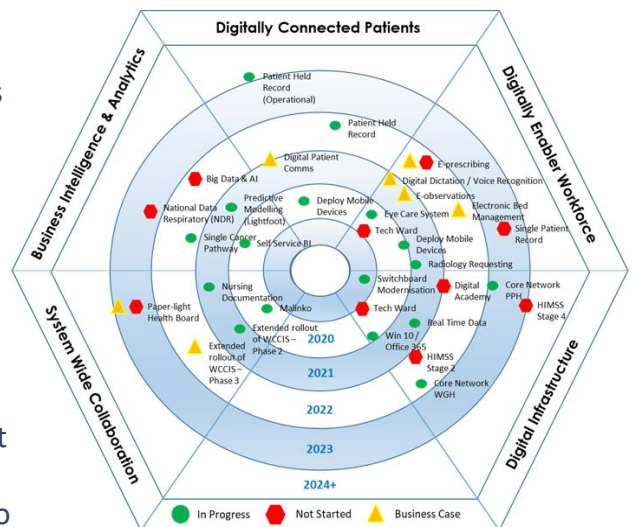 Digitally Connected Patients
Business Intelligence & Analytics
Digitally Enabler Workforce
System Wide Collaboration
Digital Infrastructure
s
t
o
Patient Held
Record
(Operational)
Patient Held
Record
Digital Patient
Comms
E-prescribing
Big Data & AI
Digital Dictation / Voice Recognition
E-observations
Predictive
Modelling
(Lightfoot)
Deploy Mobile
Devices
Electronic Bed
Management
National Data
Respiratory (NDR)
Eye Care System
Single Patient
Record
Tech Ward
Single Cancer
Pathway
Self-Service BI
Deploy Mobile
Devices
Radiology Requesting
Switchboard
Modernisation
Nursing
Documentation
Digital
Academy
Core Network
PPH
Paper-light
Health Board
Malinko
Tech Ward
HIMSS
Stage 4
Extended rollout
of WCCIS –
Phase 2
Real Time Data
Win 10 /
Office 365
Extended
rollout of
WCCIS –
Phase 3
HIMSS
Stage 2
Core Network
WGH
2020
2021
2022
2023
2024+
In Progress
Not Started
Business Case